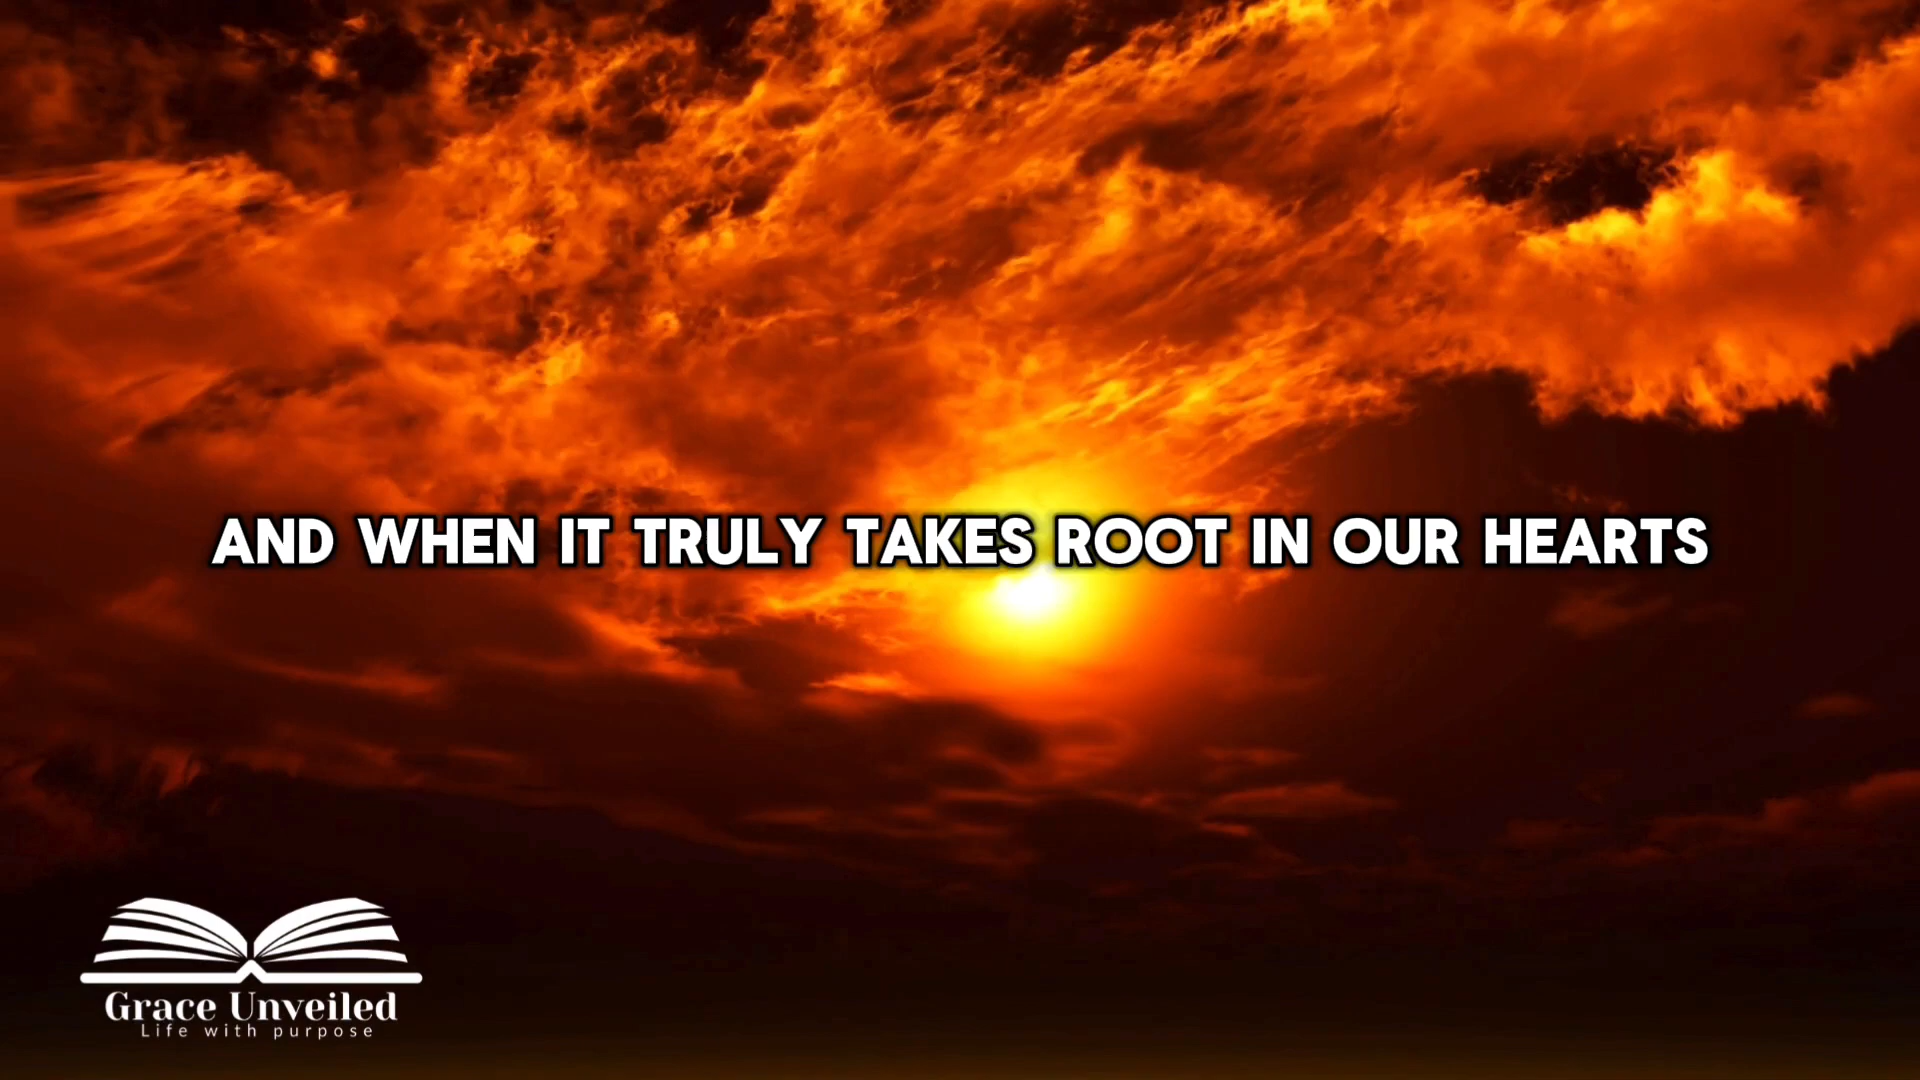 AND WHEN IT TRULY TAKES ROOT IN OUR HEARTS
Grace Unveiled
Life with purpose